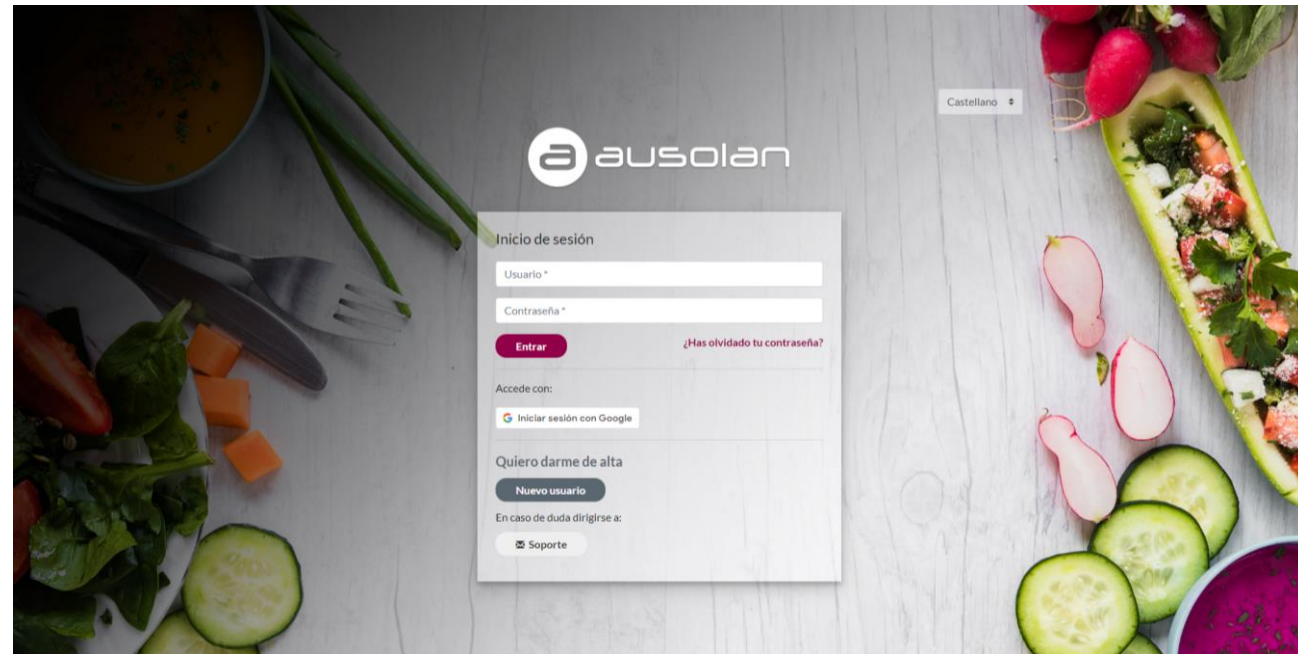 Castellano
a ausolan
Inicio de sesión
Usuario *
Contraseña *
Entrar
¿Has olvidado tu contraseña?
Accede con:
G Iniciar sesión con Google
Quiero darme de alta
Nuevo usuario
En caso de duda dirigirse a:
Soporte